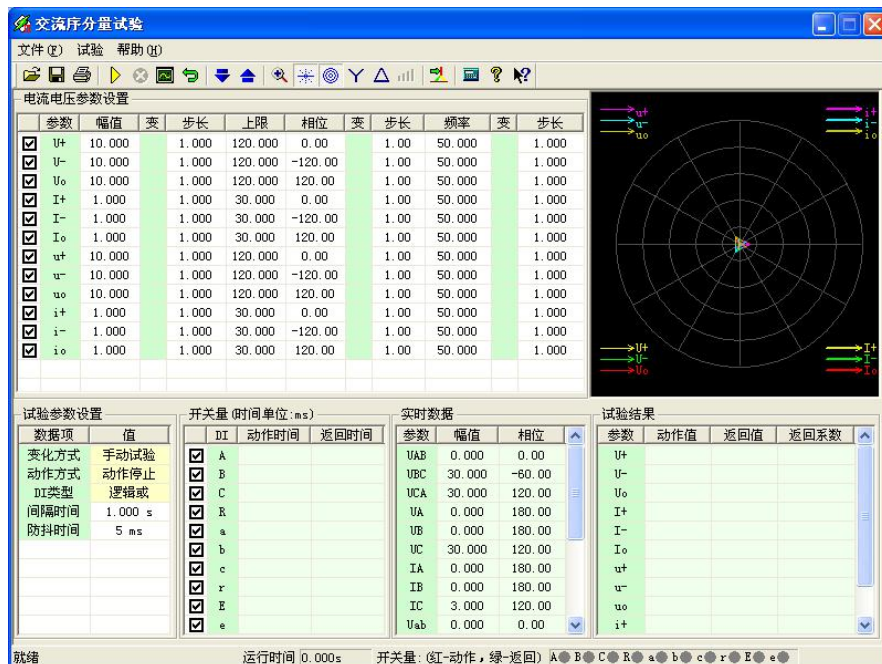 交流序分量试验
文件(F) 试验 帮助(H)
电流电压参数设置
参数 幅值 变 步长 上限 相位 变 步长 频率 变 步长
U+ 10.000 1.000 120.000 0.00 1.00 50.000 1.000
U- 10.000 1.000 120.000 -120.00 1.00 50.000 1.000
Uo 10.000 1.000 120.000 120.00 1.00 50.000 1.000
I+ 1.000 1.000 30.000 0.00 1.00 50.000 1.000
I- 1.000 1.000 30.000 -120.00 1.00 50.000 1.000
Io 1.000 1.000 30.000 120.00 1.00 50.000 1.000
u+ 10.000 1.000 120.000 0.00 1.00 50.000 1.000
u- 10.000 1.000 120.000 -120.00 1.00 50.000 1.000
uo 10.000 1.000 120.000 120.00 1.00 50.000 1.000
i+ 1.000 1.000 30.000 0.00 1.00 50.000 1.000
i- 1.000 1.000 30.000 -120.00 1.00 50.000 1.000
io 1.000 1.000 30.000 120.00 1.00 50.000 1.000
u+ i+
u- i-
uo io
U+ I+
U- I-
Uo Io
试验参数设置
数据项 值
变化方式 手动试验
动作方式 动作停止
DI类型 逻辑或
间隔时间 1.000 s
防抖时间 5 ms
开关量(时间单位:ms)
DI 动作时间 返回时间
A
B
C
R
a
b
c
r
E
e
实时数据
参数 幅值 相位
UAB 0.000 0.00
UBC 30.000 -60.00
UCA 30.000 120.00
UA 0.000 180.00
UB 0.000 180.00
UC 30.000 120.00
IA 0.000 180.00
IB 0.000 180.00
IC 3.000 120.00
Uab 0.000 0.00
试验结果
参数 动作值 返回值 返回系数
U+
U-
Uo
I+
I-
Io
u+
u-
uo
i+
就绪 运行时间 0.000s 开关量:(红-动作,绿-返回) A B C R a b c r E e